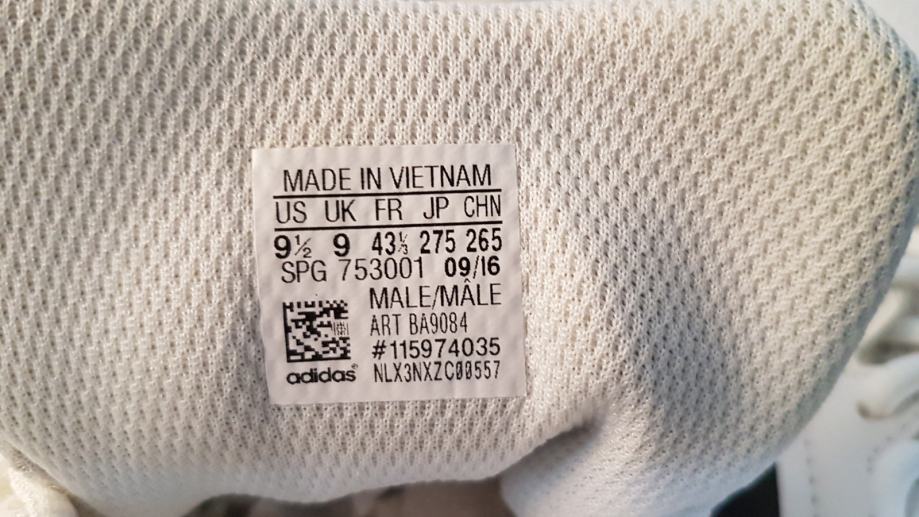 MADE IN VIETNAM
US UK FR JP CHN
9½ 9 43⅓ 275 265
SPG 753001 09/16
MALE/MÂLE
ART BA9084
#115974035
adidas® NLX3NXZC00557